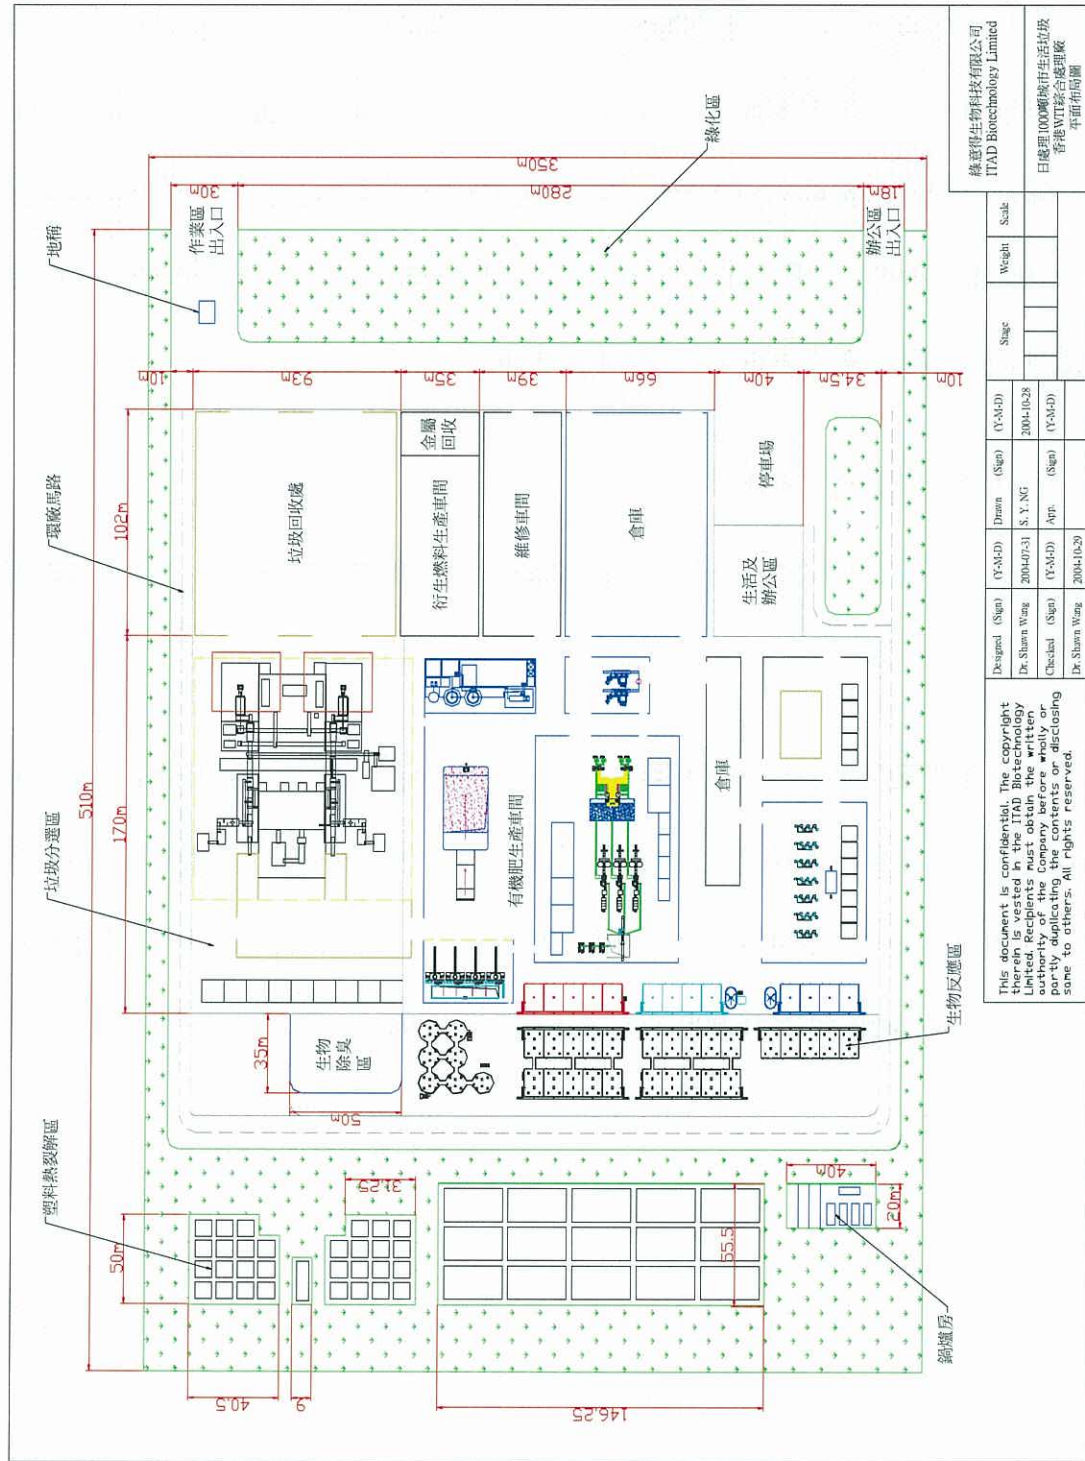 地稱
環廠馬路
垃圾分選區
塑料熱裂解區
510m
170m
102m
50m
35m
350m
30m
280m
18m
作業區
出入口
辦公區
出入口
綠化區
10m
93m
35m
39m
66m
40m
34.5m
10m
垃圾回收處
金屬
回收
衍生燃料生產車間
維修車間
倉庫
停車場
生活及
辦公區
有機肥生產車間
倉庫
生物
除臭
區
50m
生物反應區
鍋爐房
40.5
9
31.25
146.25
55.5
40m
20m
綠意得生物科技有限公司
ITAD Biotechnology Limited
日處理1000噸城市生活垃圾
香港WIT綜合處理廠
平面布局圖
Stage Weight Scale
Designed (Sign) (Y-M-D) Drawn (Sign) (Y-M-D)
Dr. Shawn Wang 2004-07-31 S. Y. NG 2004-10-28
Checked (Sign) (Y-M-D) App. (Sign) (Y-M-D)
Dr. Shawn Wang 2004-10-29
This document is confidential. The copyright
therein is vested in the ITAD Biotechnology
Limited. Recipients must obtain the written
authority of the Company before wholly or
partly duplicating the contents or disclosing
same to others. All rights reserved.